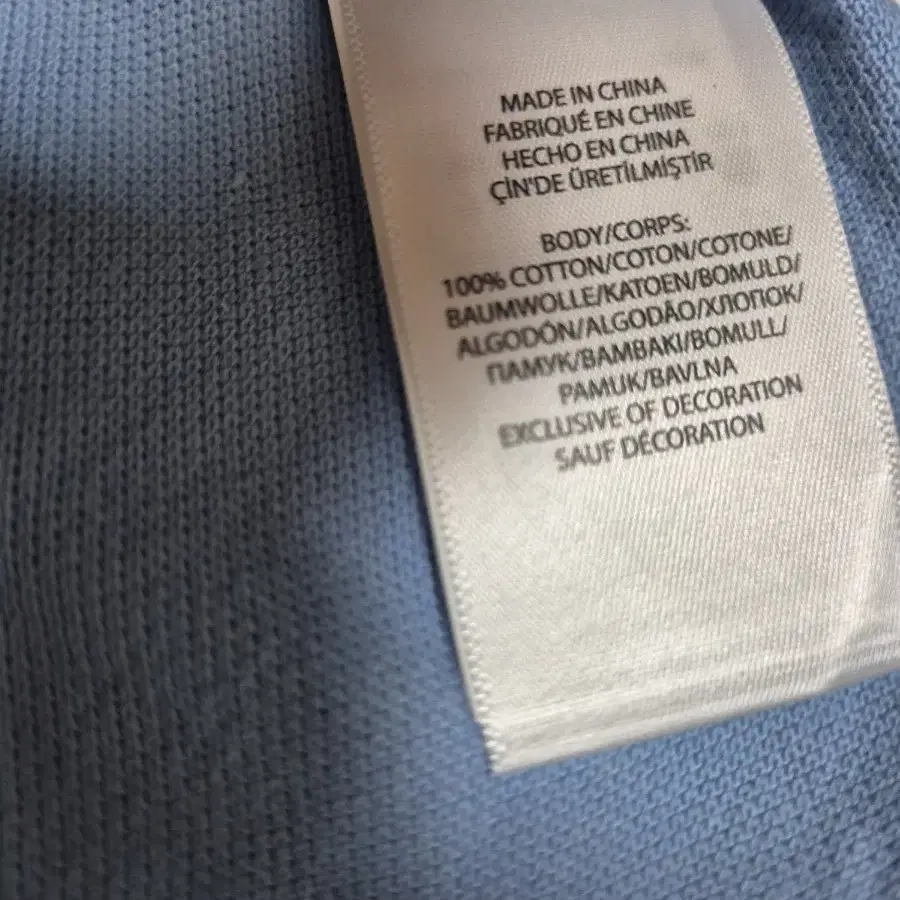 MADE IN CHINA
FABRIQUÉ EN CHINE
HECHO EN CHINA
ÇİN'DE ÜRETİLMİŞTİR
BODY/CORPS:
100% COTTON/COTON/COTONE/
BAUMWOLLE/KATOEN/BOMULD/
ALGODÓN/ALGODÃO/ХЛОПОК/
ПАМУК/BAMBAKI/BOMULL/
PAMUK/BAVLNA
EXCLUSIVE OF DECORATION
SAUF DÉCORATION